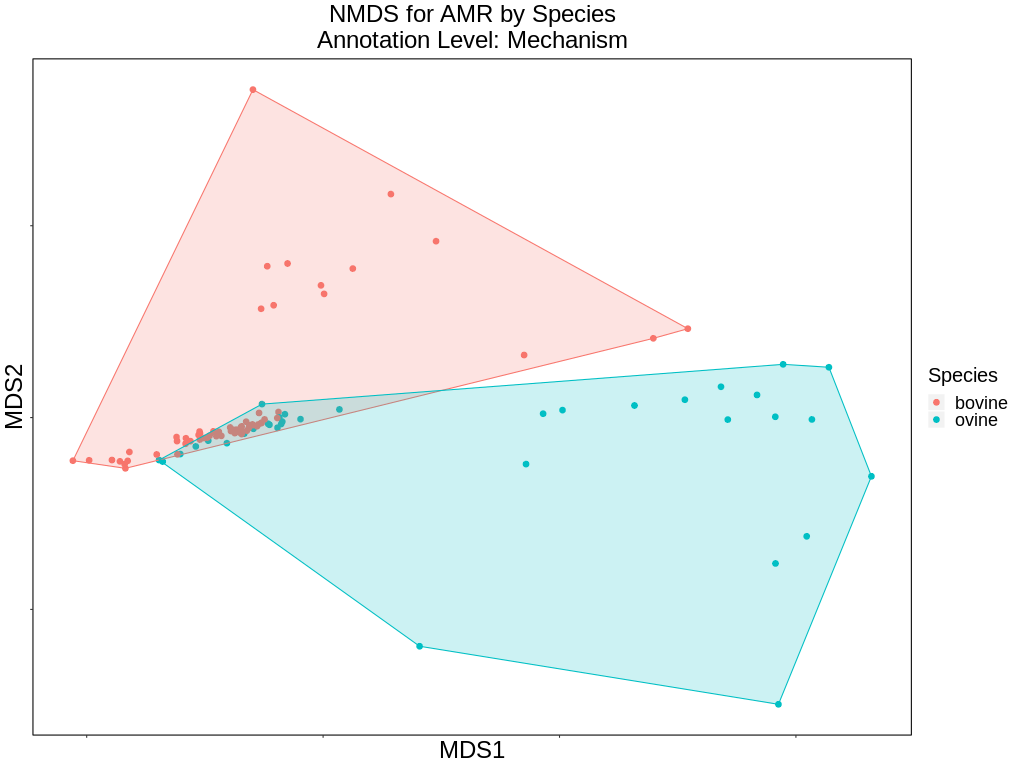 NMDS for AMR by Species
Annotation Level: Mechanism
MDS2
Species
bovine
ovine
MDS1